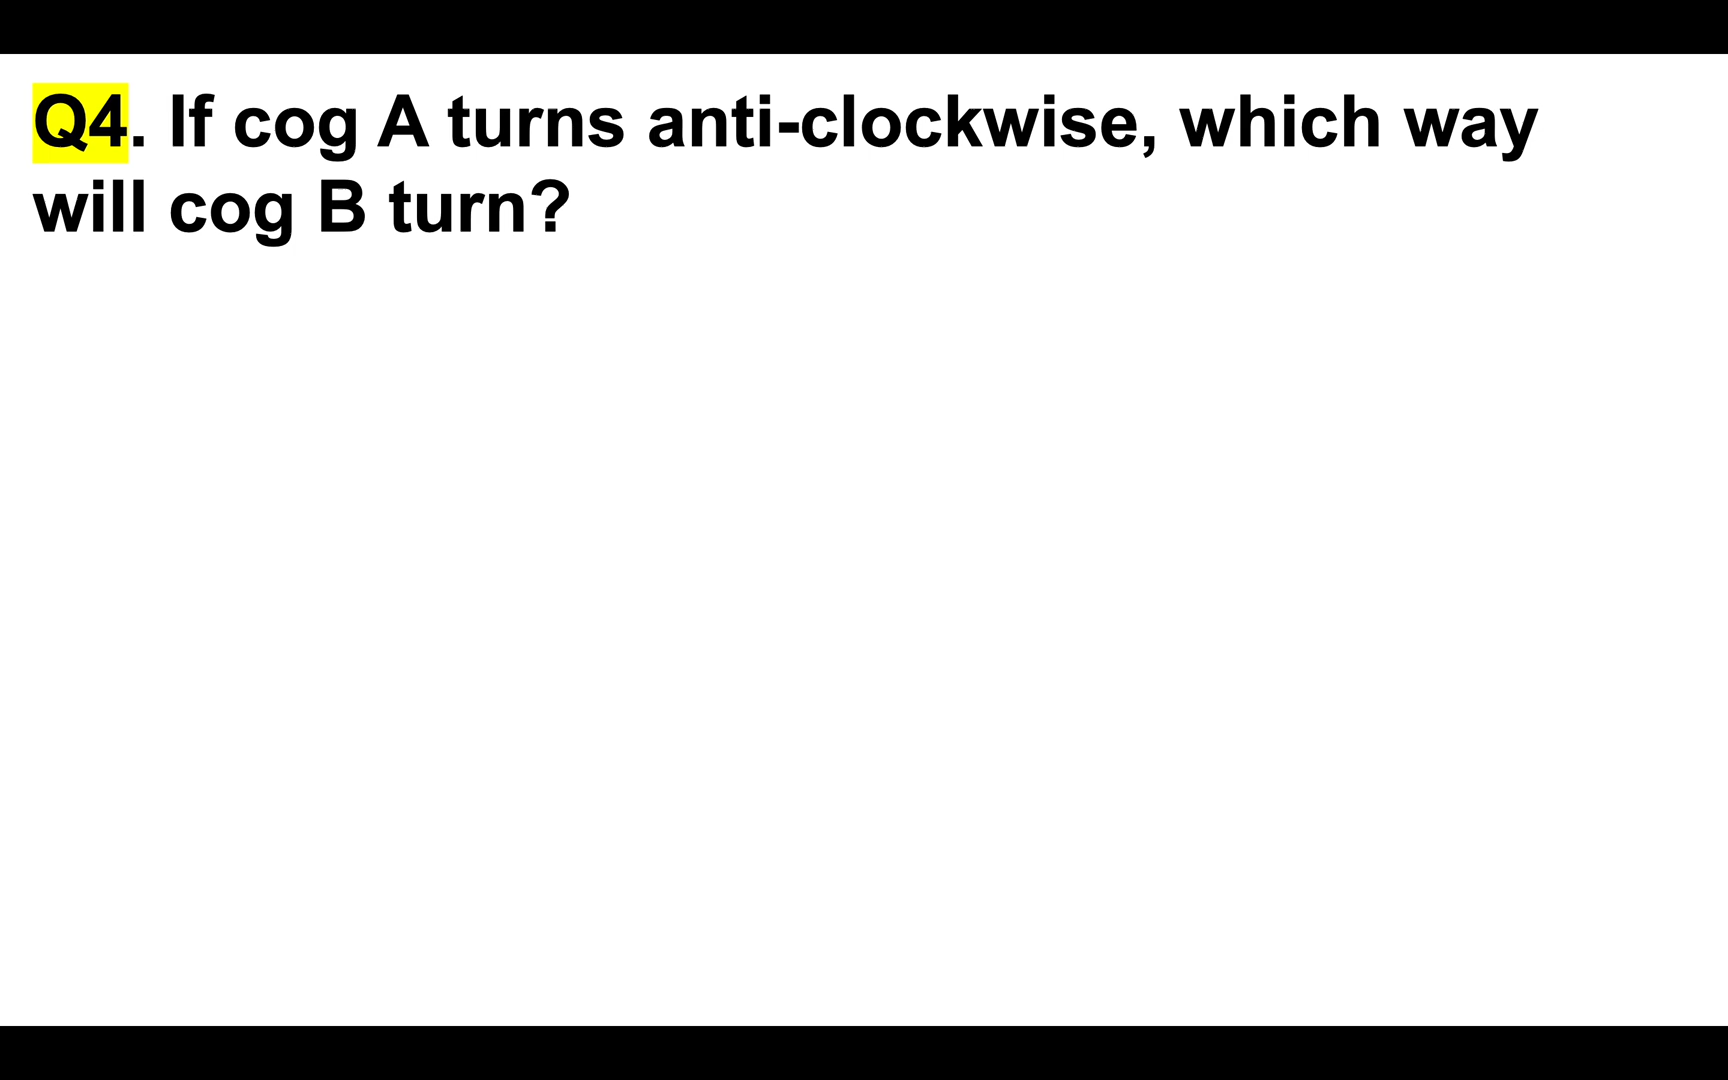 Q4. If cog A turns anti-clockwise, which way
will cog B turn?